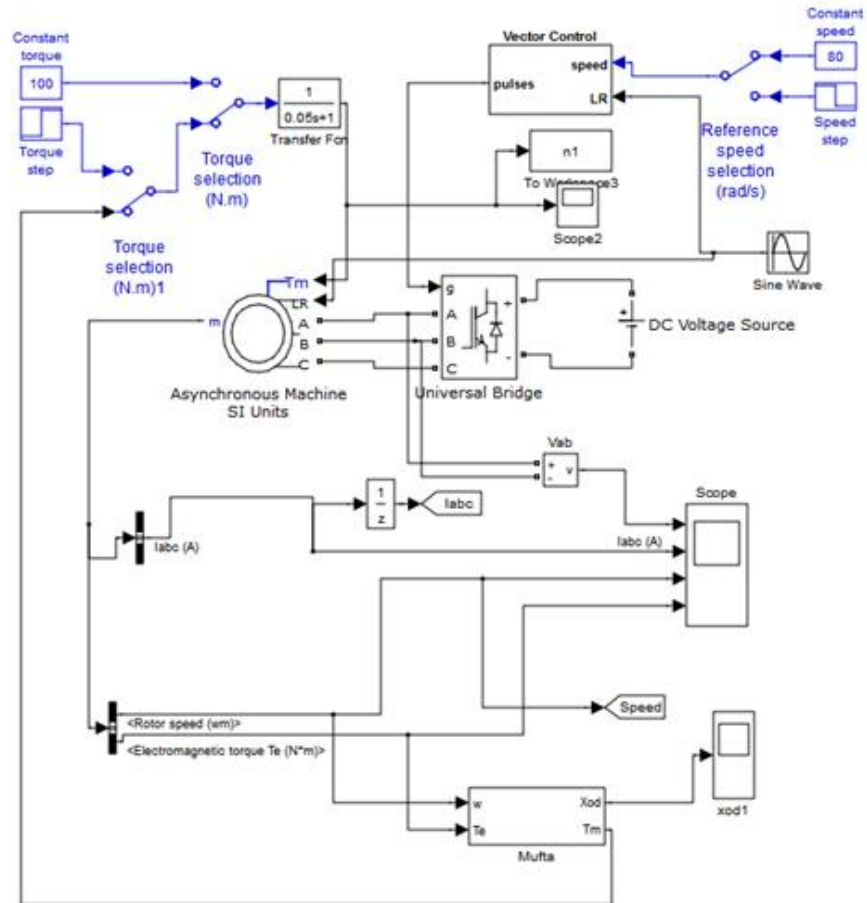 Constant
torque
100
Torque
step
Torque
selection
(N.m)
Torque
selection
(N.m)1
1
0.05s+1
Transfer Fcn
Vector Control
pulses
speed
LR
Constant
speed
80
Speed
step
Reference
speed
selection
(rad/s)
n1
To Workspace3
Scope2
Sine Wave
m
Tm
LR
A
B
C
Asynchronous Machine
SI Units
g
A
B
C
+
-
Universal Bridge
+
DC Voltage Source
Vab
+
-
v
Scope
1
z
Iabc
Iabc (A)
Iabc (A)
Speed
<Rotor speed (wm)>
<Electromagnetic torque Te (N*m)>
w
Te
Xod
Tm
Mufta
xod1